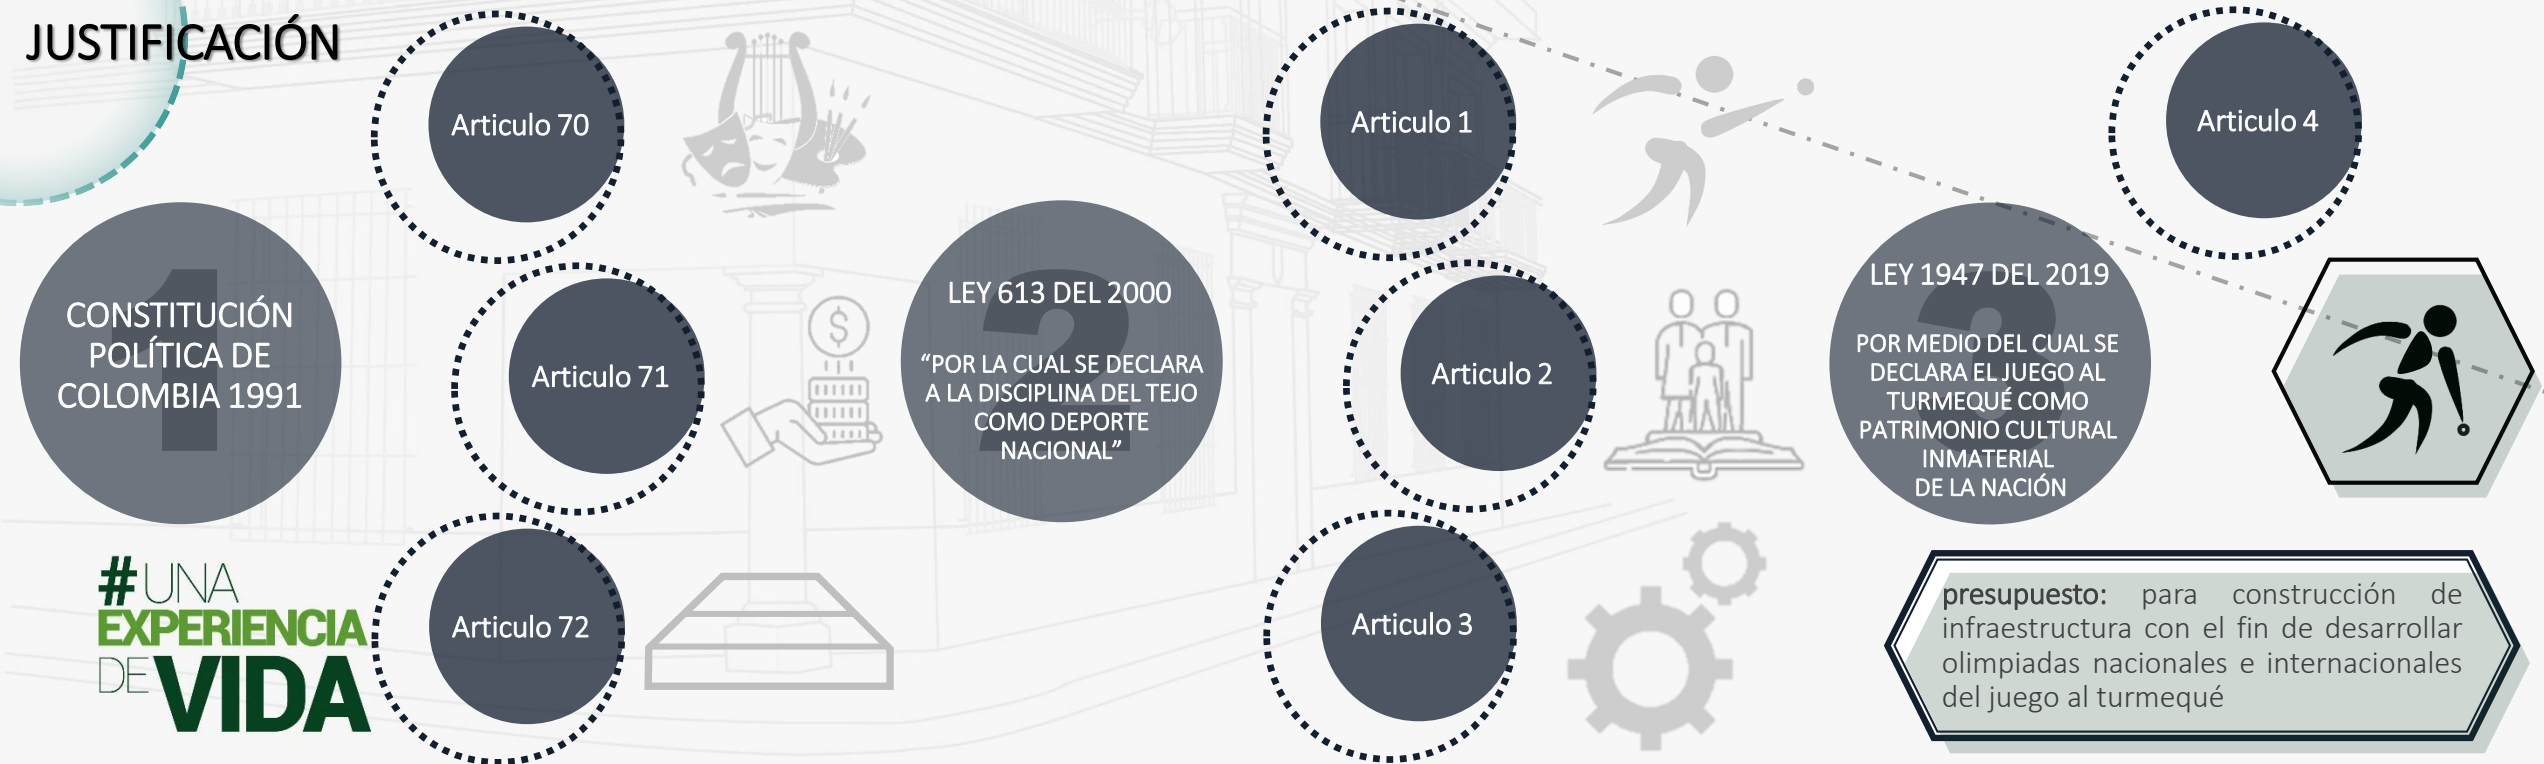 JUSTIFICACIÓN
1
CONSTITUCIÓN
POLÍTICA DE
COLOMBIA 1991
Articulo 70
Articulo 71
Articulo 72
#UNA
EXPERIENCIA
DE VIDA
2
LEY 613 DEL 2000
“POR LA CUAL SE DECLARA
A LA DISCIPLINA DEL TEJO
COMO DEPORTE
NACIONAL”
Articulo 1
Articulo 2
Articulo 3
3
LEY 1947 DEL 2019
POR MEDIO DEL CUAL SE
DECLARA EL JUEGO AL
TURMEQUÉ COMO
PATRIMONIO CULTURAL
INMATERIAL
DE LA NACIÓN
Articulo 4
presupuesto: para construcción de
infraestructura con el fin de desarrollar
olimpiadas nacionales e internacionales
del juego al turmequé
$